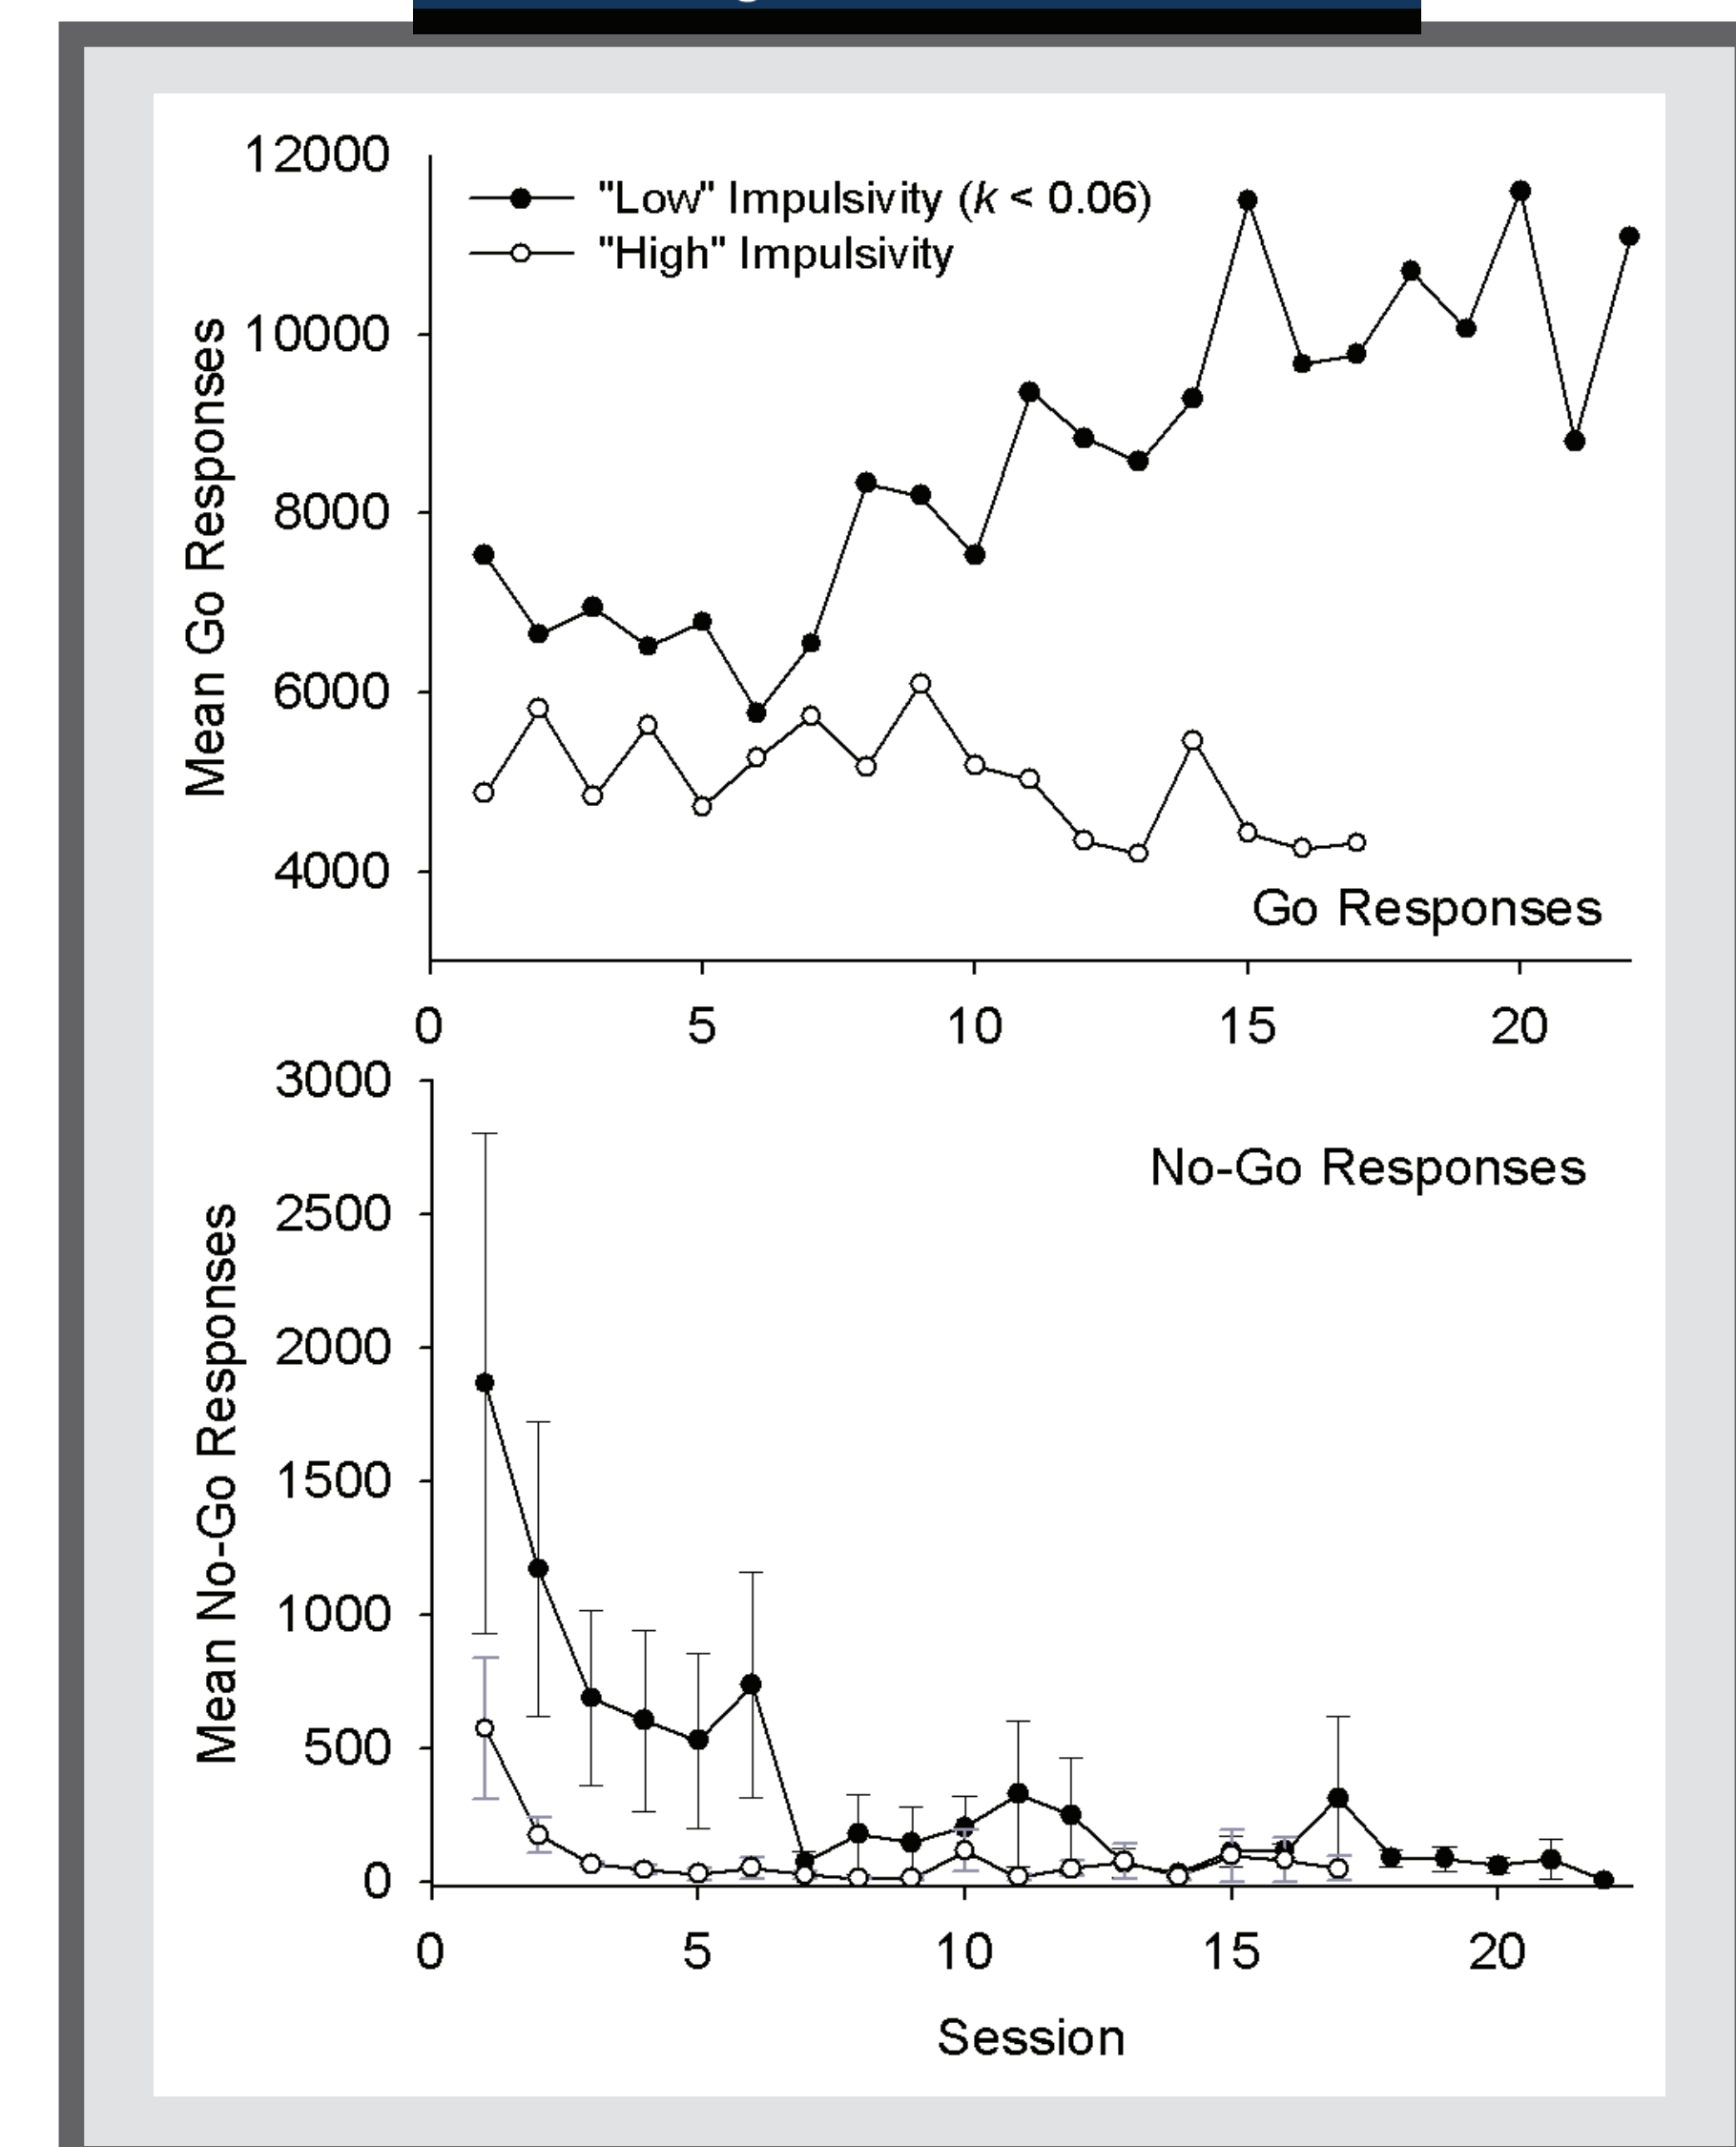 12000
"Low" Impulsivity (k < 0.06)
"High" Impulsivity
10000
8000
6000
4000
Mean Go Responses
Go Responses
0 5 10 15 20
3000
No-Go Responses
2500
2000
1500
1000
500
0
Mean No-Go Responses
0 5 10 15 20
Session